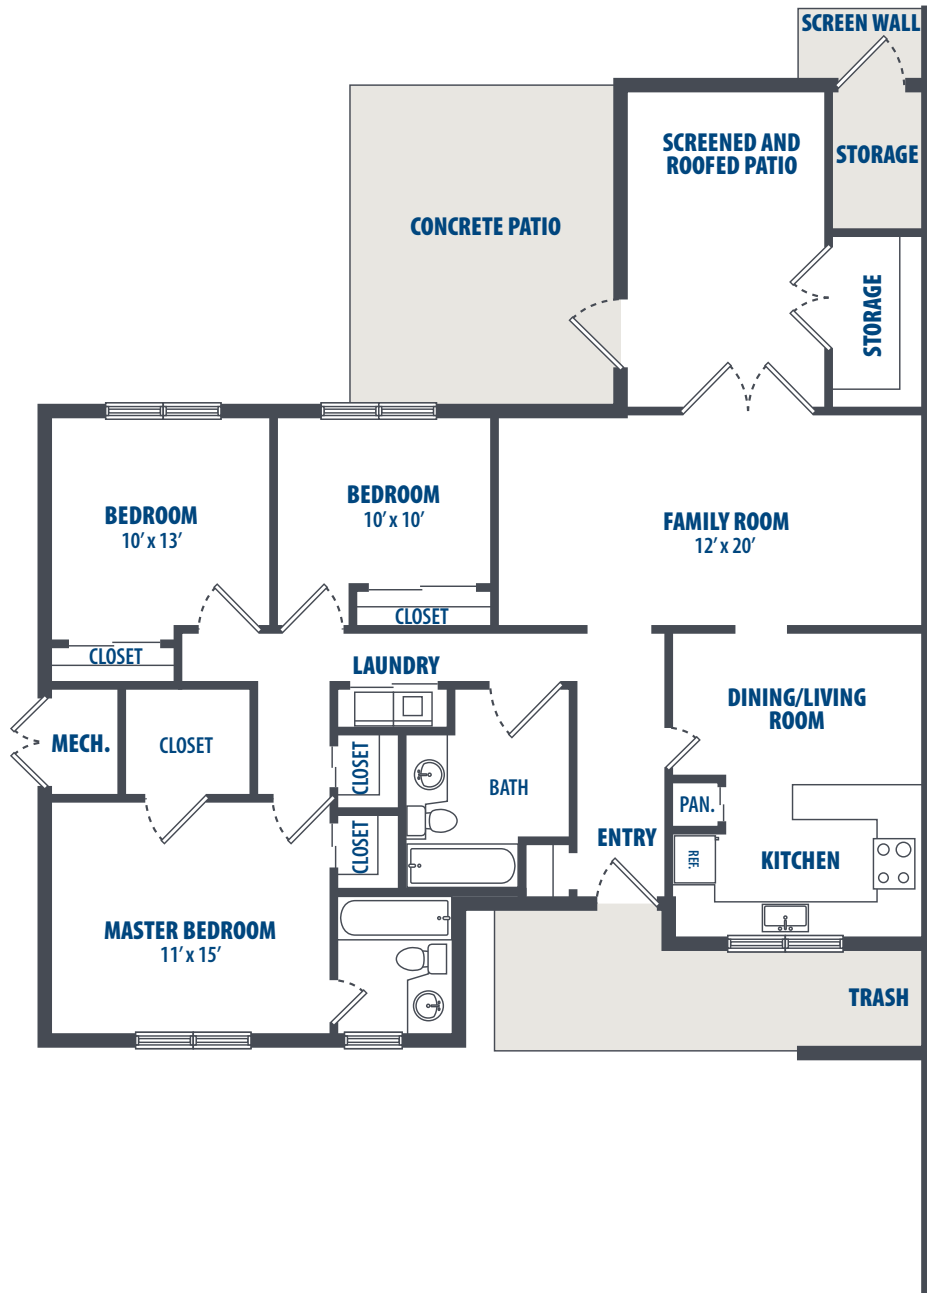 SCREEN WALL
SCREENED AND
ROOFED PATIO
STORAGE
CONCRETE PATIO
STORAGE
BEDROOM
10’ x 13’
BEDROOM
10’ x 10’
FAMILY ROOM
12’ x 20’
CLOSET
CLOSET
LAUNDRY
DINING/LIVING
ROOM
MECH.
CLOSET
CLOSET
BATH
PAN.
CLOSET
ENTRY
REF.
KITCHEN
MASTER BEDROOM
11’ x 15’
TRASH